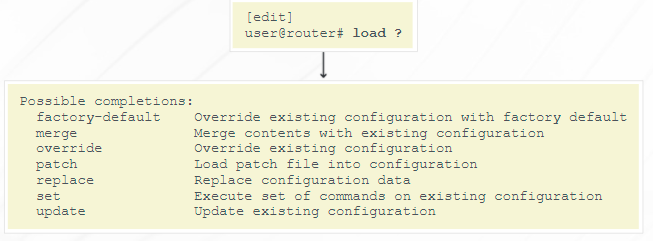 [edit]
user@router# load ?
Possible completions:
factory-default    Override existing configuration with factory default
merge              Merge contents with existing configuration
override           Override existing configuration
patch              Load patch file into configuration
replace            Replace configuration data
set                Execute set of commands on existing configuration
update             Update existing configuration